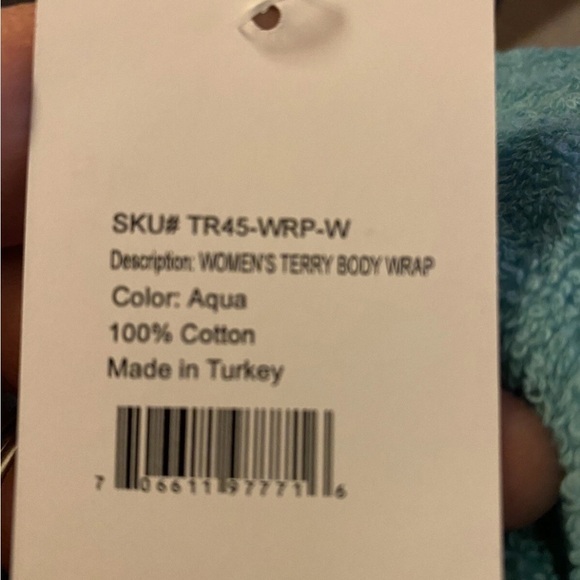 SKU# TR45-WRP-W
Description: WOMEN'S TERRY BODY WRAP
Color: Aqua
100% Cotton
Made in Turkey
7 06611 97771 6